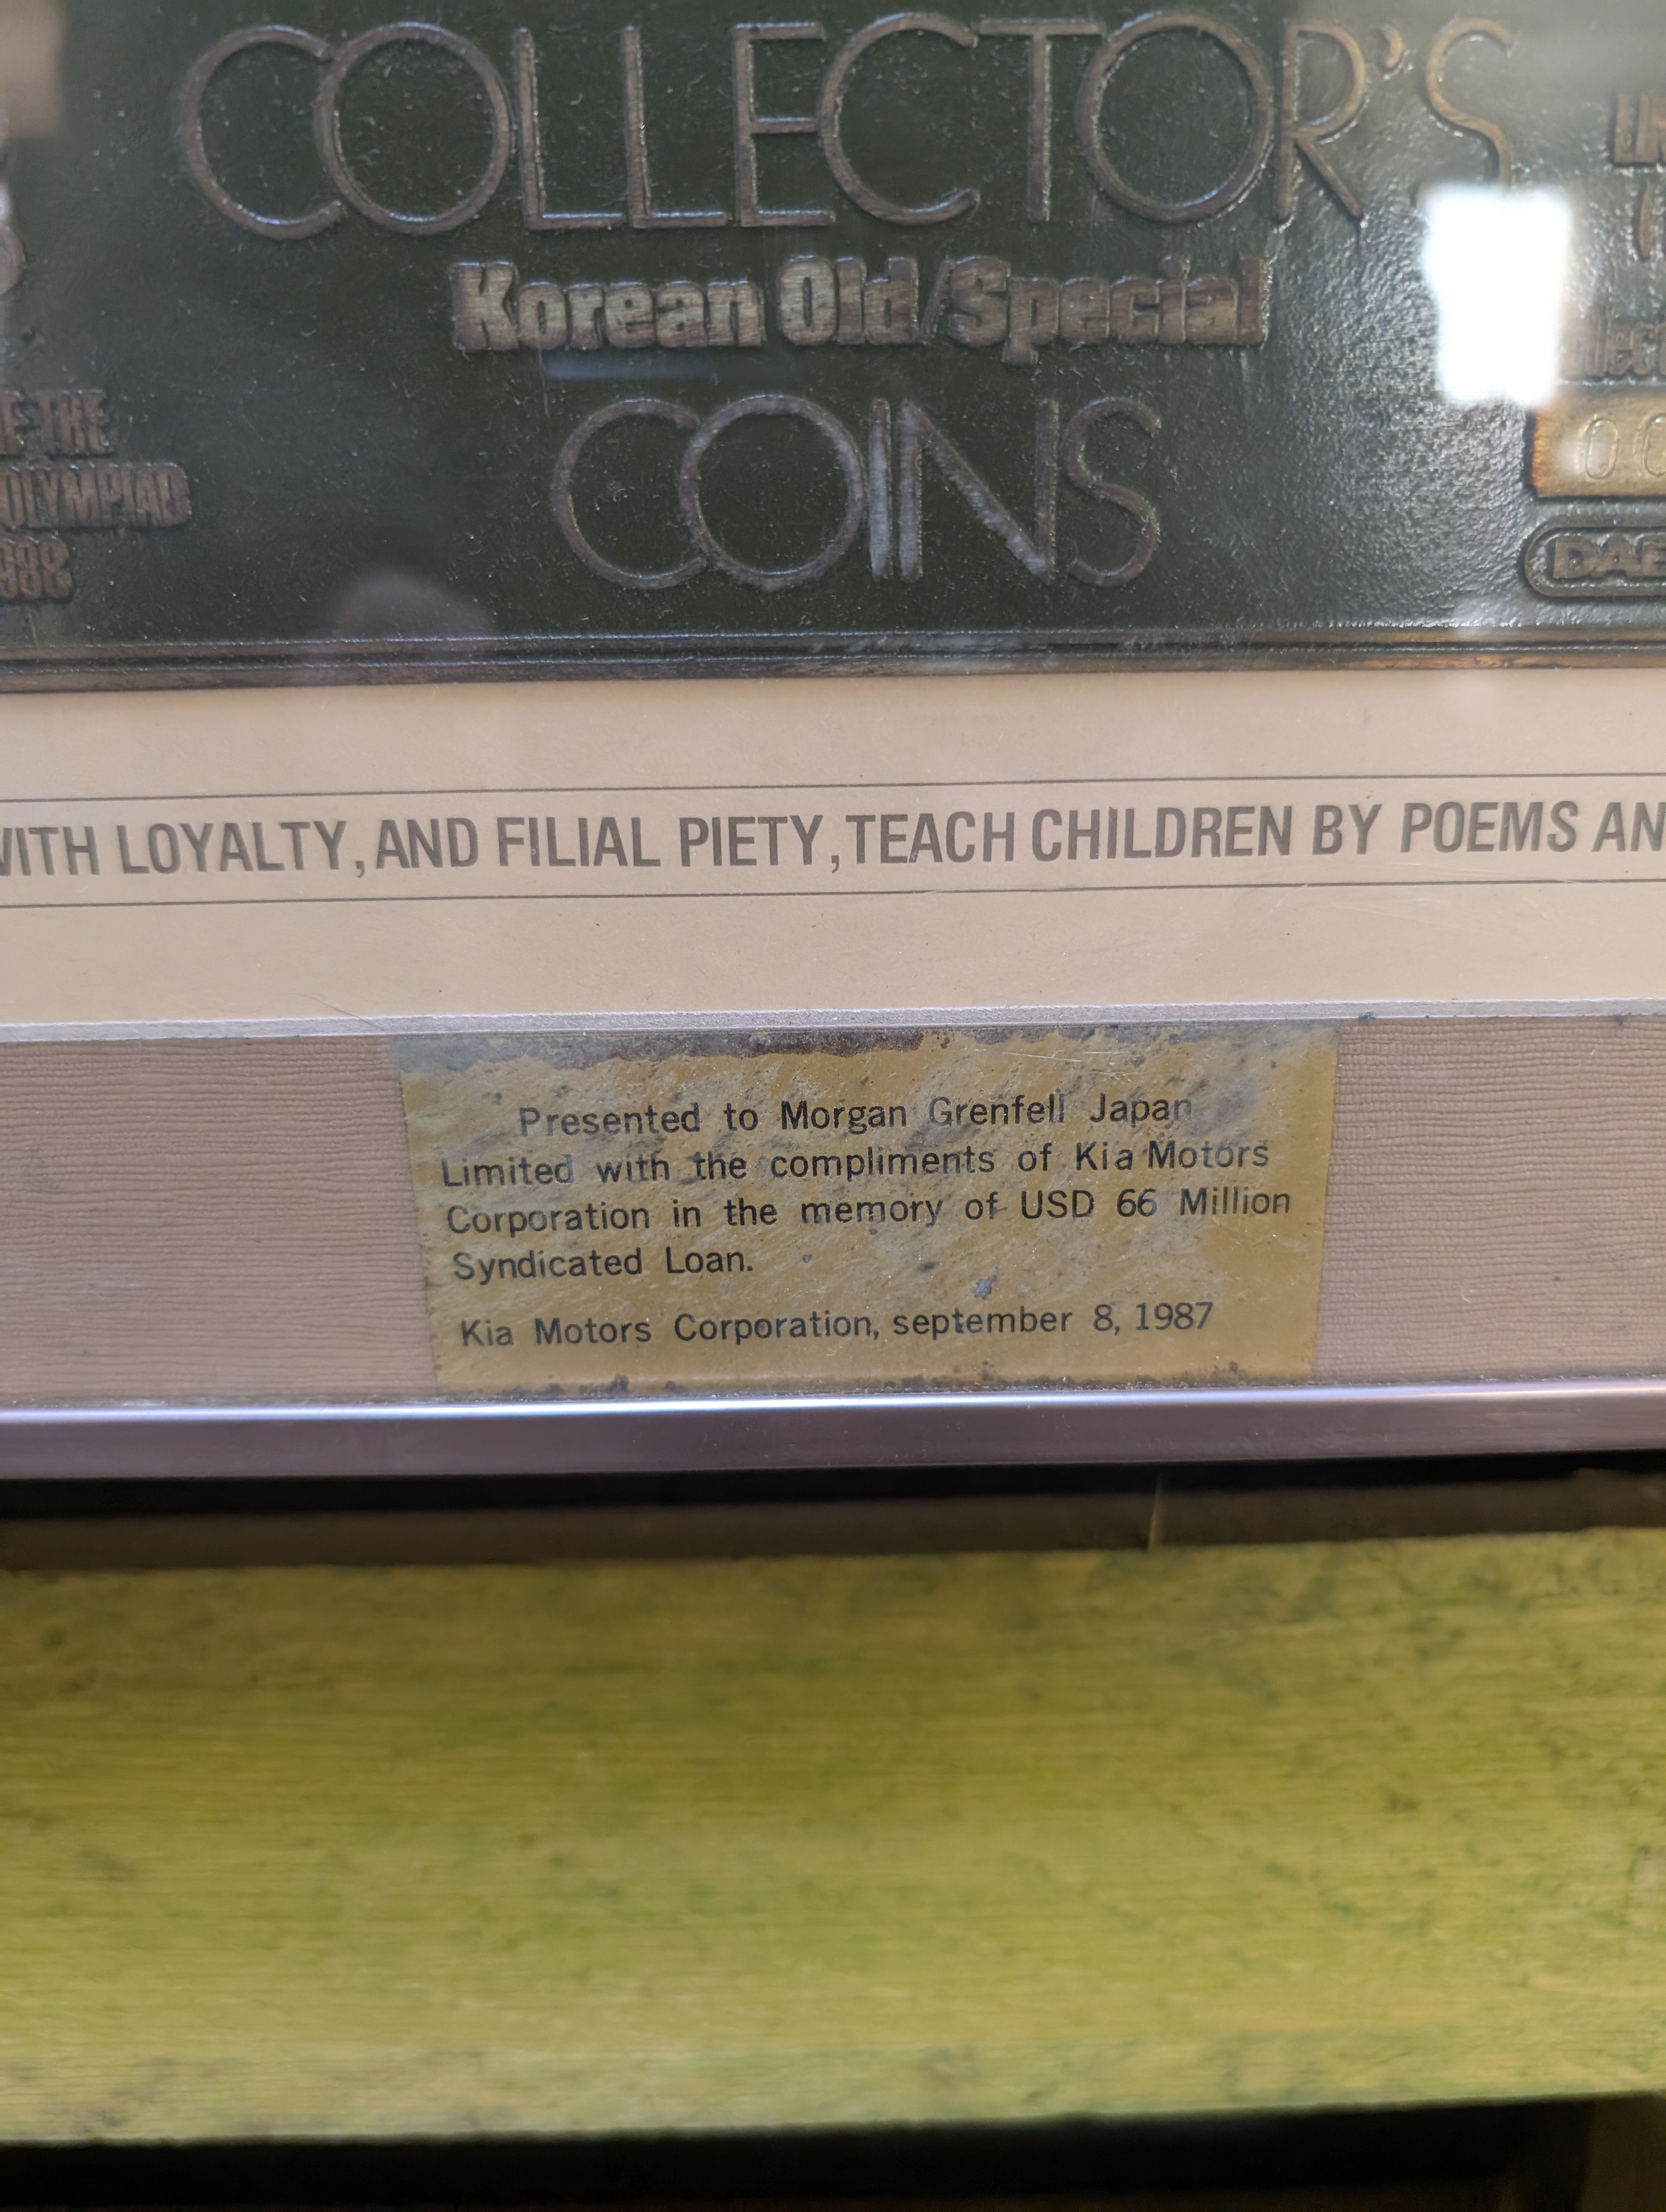 COLLECTOR'S
Korean Old/Special
COINS
THE
OLYMPIAD
1988
WITH LOYALTY, AND FILIAL PIETY, TEACH CHILDREN BY POEMS AN
Presented to Morgan Grenfell Japan
Limited with the compliments of Kia Motors
Corporation in the memory of USD 66 Million
Syndicated Loan.
Kia Motors Corporation, september 8, 1987